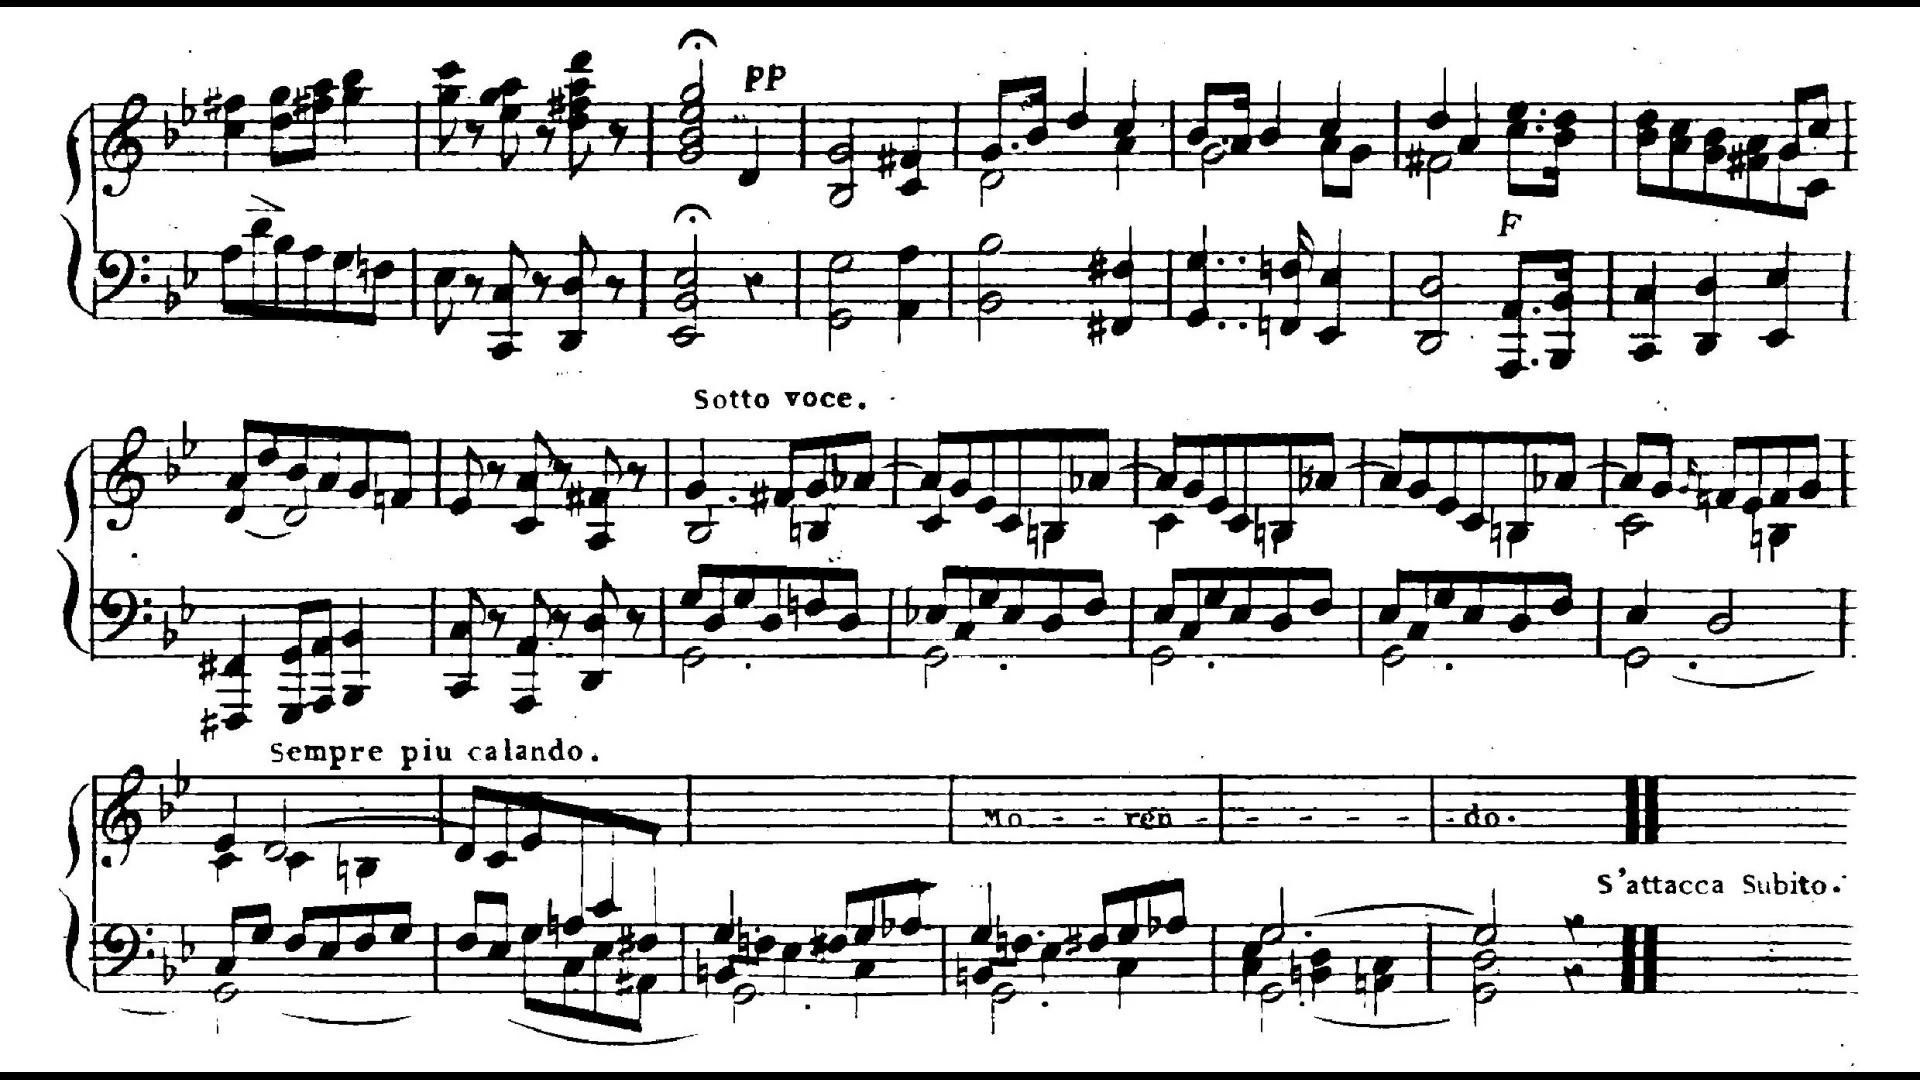 pp
F
Sotto voce.
Sempre piu calando.
Mo - - ren - - - - - - do.
S'attacca Subito.